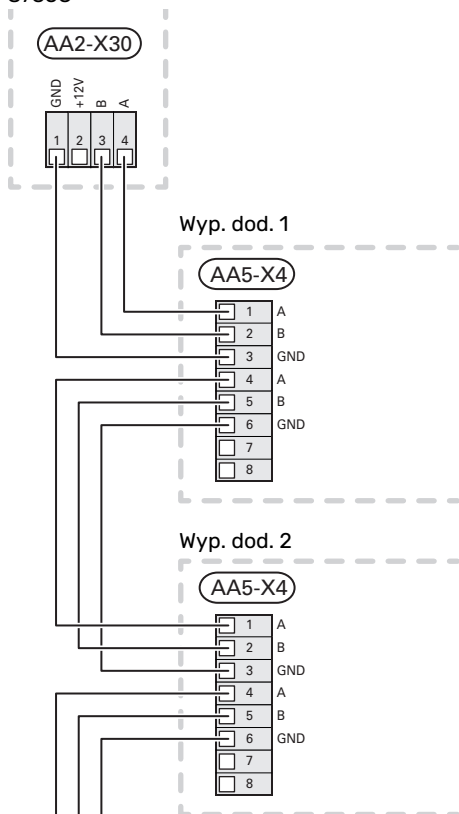 AA2-X30
GND
+12V
B
A
1 2 3 4
Wyp. dod. 1
AA5-X4
1 A
2 B
3 GND
4 A
5 B
6 GND
7
8
Wyp. dod. 2
AA5-X4
1 A
2 B
3 GND
4 A
5 B
6 GND
7
8